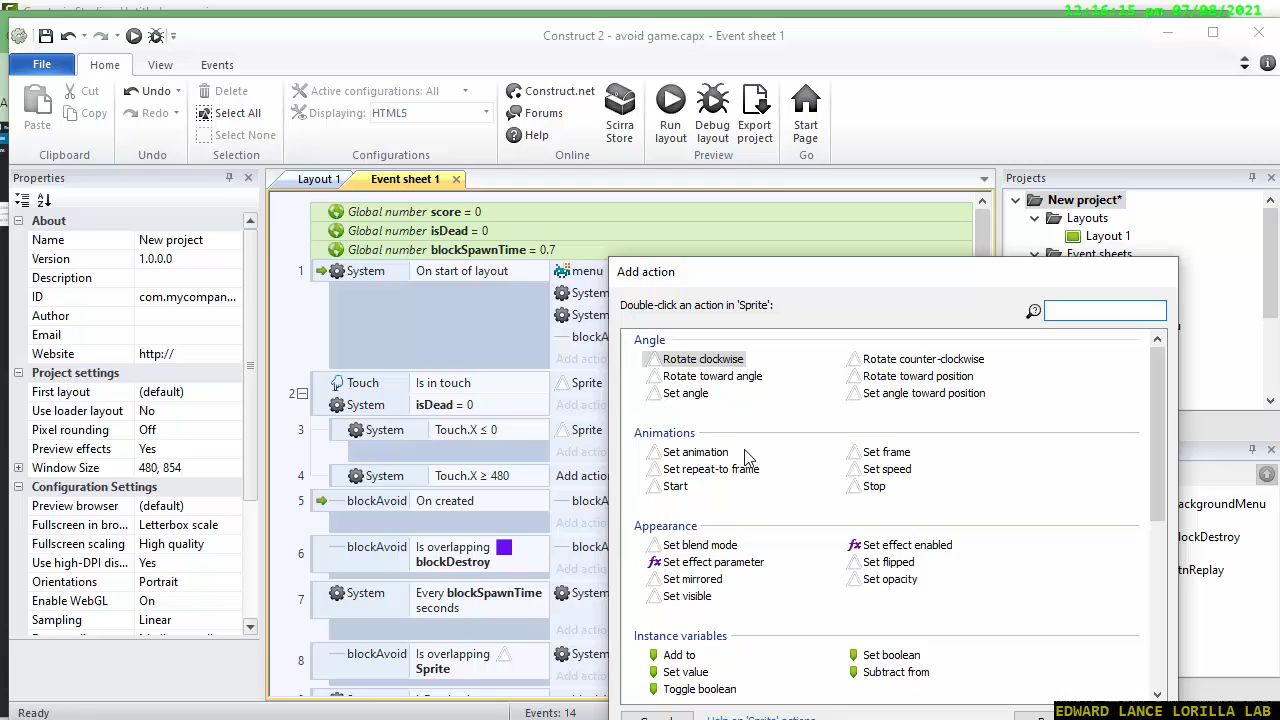 12:16:15 pm 07/08/2021
Construct 2 - avoid game.capx - Event sheet 1
File
Home
View
Events
Paste
Cut
Copy
Clipboard
Undo
Redo
Undo
Delete
Select All
Select None
Selection
Active configurations: All
Displaying:
HTML5
Configurations
Construct.net
Forums
Help
Scirra
Store
Online
Run
layout
Debug
layout
Export
project
Preview
Start
Page
Go
Properties
About
Name New project
Version 1.0.0.0
Description
ID com.mycompan...
Author
Email
Website http://
Project settings
First layout (default)
Use loader layout No
Pixel rounding Off
Preview effects Yes
Window Size 480, 854
Configuration Settings
Preview browser (default)
Fullscreen in bro... Letterbox scale
Fullscreen scaling High quality
Use high-DPI dis... Yes
Orientations Portrait
Enable WebGL On
Sampling Linear
Layout 1
Event sheet 1
Global number score = 0
Global number isDead = 0
Global number blockSpawnTime = 0.7
1 System On start of layout menu
System
System
blockA
Add action
2 Touch Is in touch Sprite
System isDead = 0 Add action
3 System Touch.X ≤ 0 Sprite
Add action
4 System Touch.X ≥ 480 Add action
5 blockAvoid On created blockA
Add action
6 blockAvoid Is overlapping blockA
blockDestroy Add action
7 System Every blockSpawnTime System
seconds
Add action
8 blockAvoid Is overlapping System
Sprite Add action
Add action
Double-click an action in 'Sprite':
Angle
Rotate clockwise Rotate counter-clockwise
Rotate toward angle Rotate toward position
Set angle Set angle toward position
Animations
Set animation Set frame
Set repeat-to frame Set speed
Start Stop
Appearance
Set blend mode Set effect enabled
Set effect parameter Set flipped
Set mirrored Set opacity
Set visible
Instance variables
Add to Set boolean
Set value Subtract from
Toggle boolean
Help on 'Sprite' actions
Projects
New project*
Layouts
Layout 1
Event sheets
ackgroundMenu
lockDestroy
tnReplay
Ready
Events: 14
EDWARD LANCE LORILLA LAB